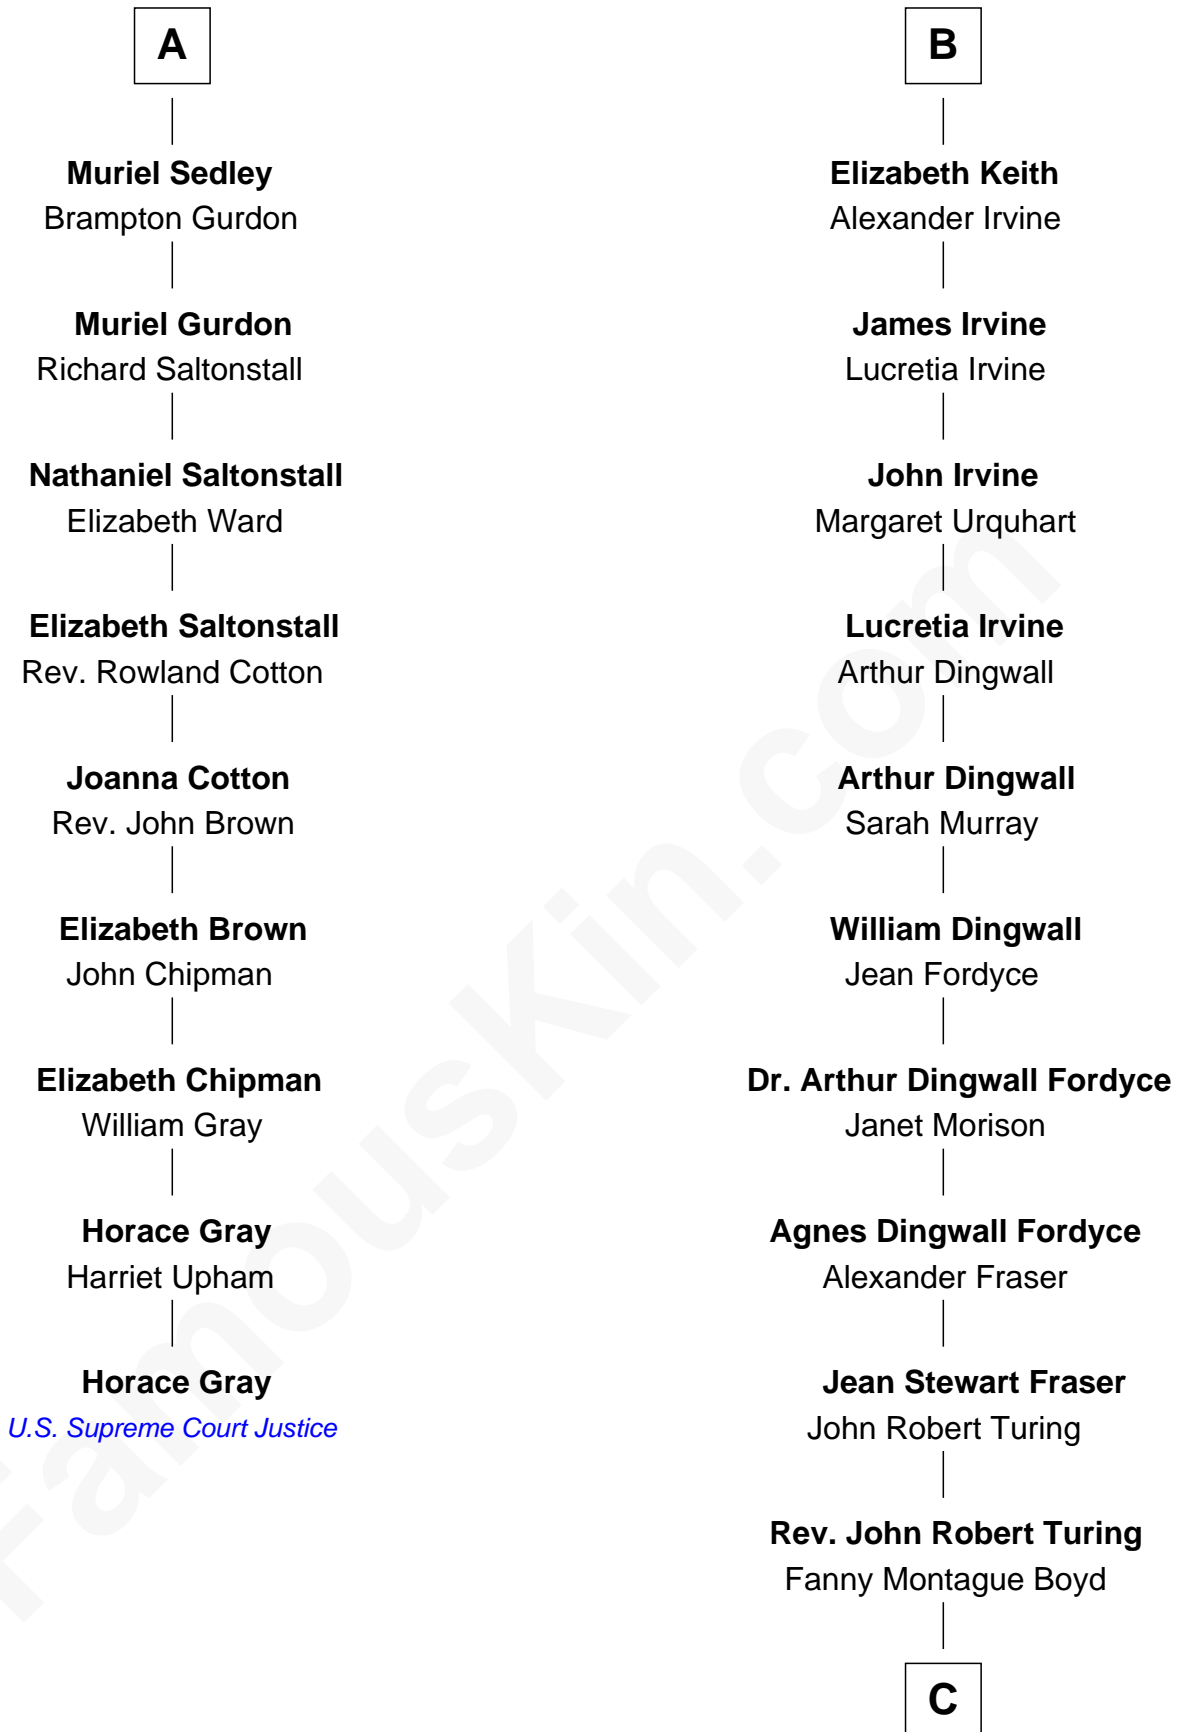 A
Muriel Sedley
Brampton Gurdon
Muriel Gurdon
Richard Saltonstall
Nathaniel Saltonstall
Elizabeth Ward
Elizabeth Saltonstall
Rev. Rowland Cotton
Joanna Cotton
Rev. John Brown
Elizabeth Brown
John Chipman
Elizabeth Chipman
William Gray
Horace Gray
Harriet Upham
Horace Gray
U.S. Supreme Court Justice
B
Elizabeth Keith
Alexander Irvine
James Irvine
Lucretia Irvine
John Irvine
Margaret Urquhart
Lucretia Irvine
Arthur Dingwall
Arthur Dingwall
Sarah Murray
William Dingwall
Jean Fordyce
Dr. Arthur Dingwall Fordyce
Janet Morison
Agnes Dingwall Fordyce
Alexander Fraser
Jean Stewart Fraser
John Robert Turing
Rev. John Robert Turing
Fanny Montague Boyd
C
FamousKin.com